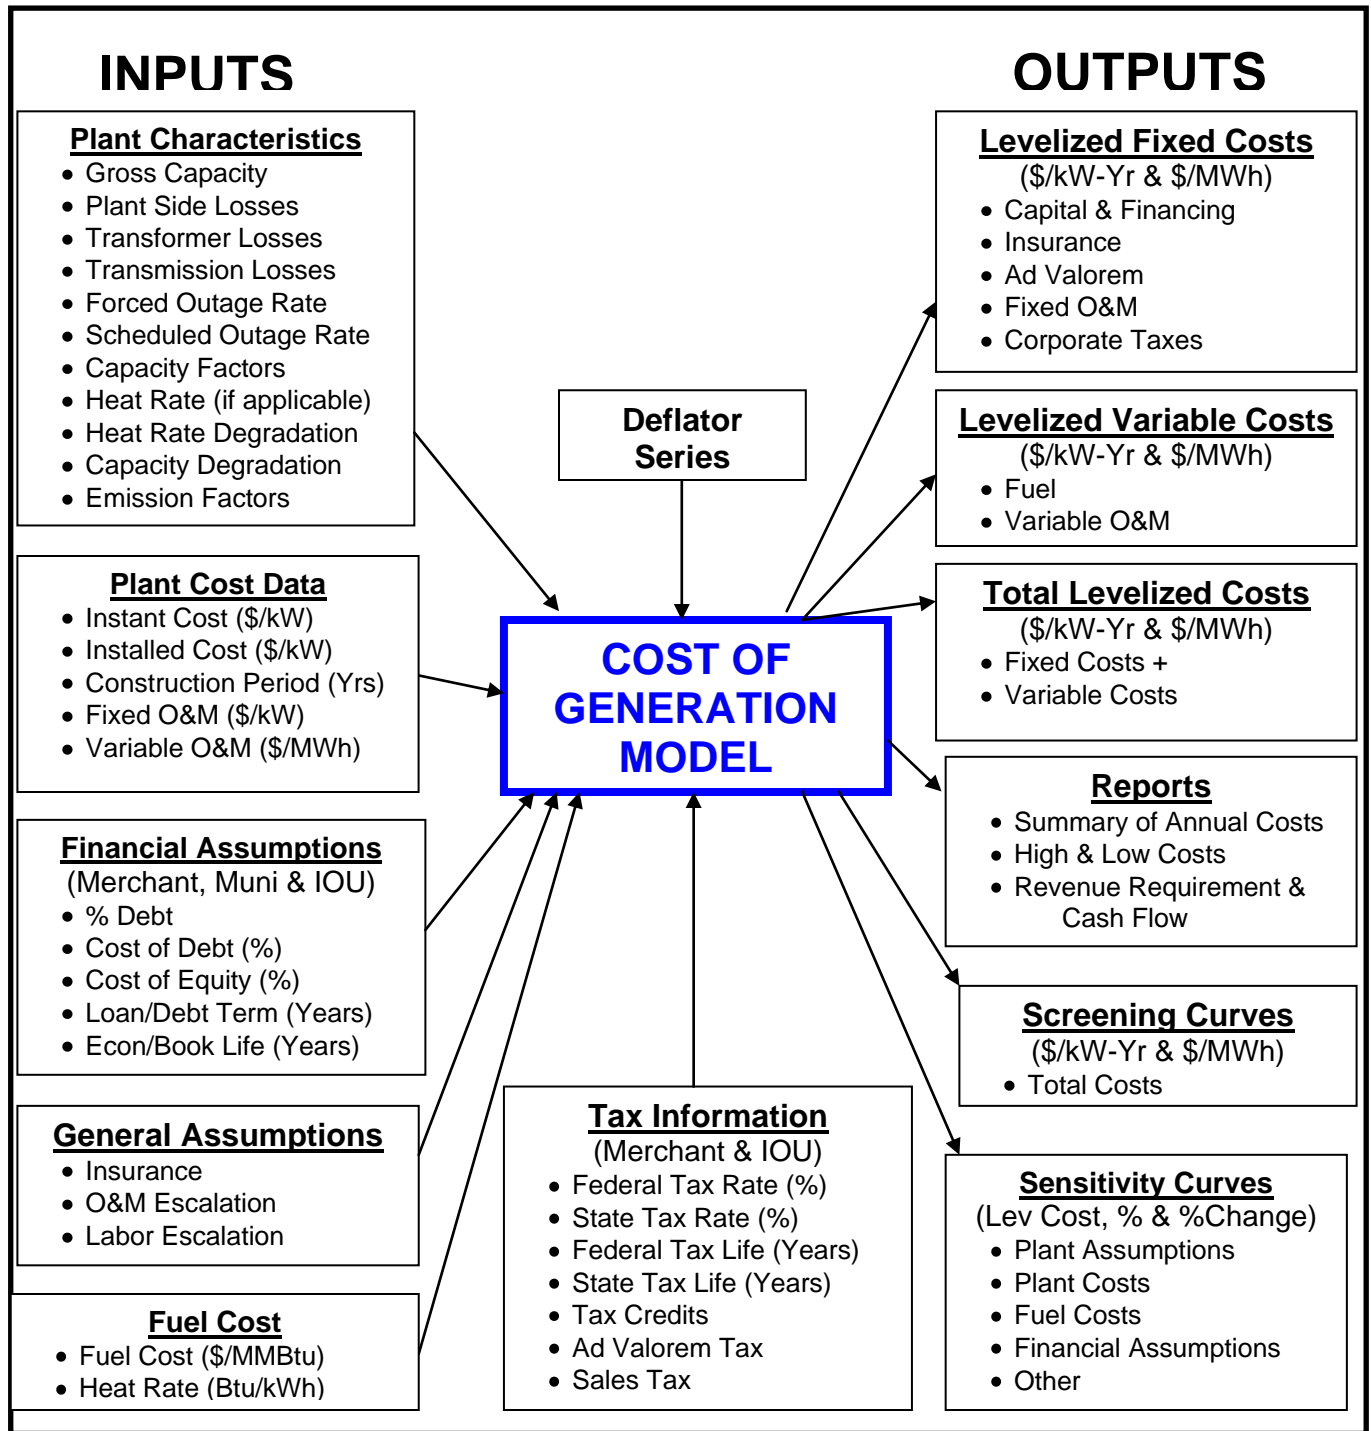 INPUTS
Plant Characteristics
• Gross Capacity
• Plant Side Losses
• Transformer Losses
• Transmission Losses
• Forced Outage Rate
• Scheduled Outage Rate
• Capacity Factors
• Heat Rate (if applicable)
• Heat Rate Degradation
• Capacity Degradation
• Emission Factors
Plant Cost Data
• Instant Cost ($/kW)
• Installed Cost ($/kW)
• Construction Period (Yrs)
• Fixed O&M ($/kW)
• Variable O&M ($/MWh)
Financial Assumptions
(Merchant, Muni & IOU)
• % Debt
• Cost of Debt (%)
• Cost of Equity (%)
• Loan/Debt Term (Years)
• Econ/Book Life (Years)
General Assumptions
• Insurance
• O&M Escalation
• Labor Escalation
Fuel Cost
• Fuel Cost ($/MMBtu)
• Heat Rate (Btu/kWh)
Deflator
Series
COST OF
GENERATION
MODEL
Tax Information
(Merchant & IOU)
• Federal Tax Rate (%)
• State Tax Rate (%)
• Federal Tax Life (Years)
• State Tax Life (Years)
• Tax Credits
• Ad Valorem Tax
• Sales Tax
OUTPUTS
Levelized Fixed Costs
($/kW-Yr & $/MWh)
• Capital & Financing
• Insurance
• Ad Valorem
• Fixed O&M
• Corporate Taxes
Levelized Variable Costs
($/kW-Yr & $/MWh)
• Fuel
• Variable O&M
Total Levelized Costs
($/kW-Yr & $/MWh)
• Fixed Costs +
• Variable Costs
Reports
• Summary of Annual Costs
• High & Low Costs
• Revenue Requirement &
Cash Flow
Screening Curves
($/kW-Yr & $/MWh)
• Total Costs
Sensitivity Curves
(Lev Cost, % & %Change)
• Plant Assumptions
• Plant Costs
• Fuel Costs
• Financial Assumptions
• Other